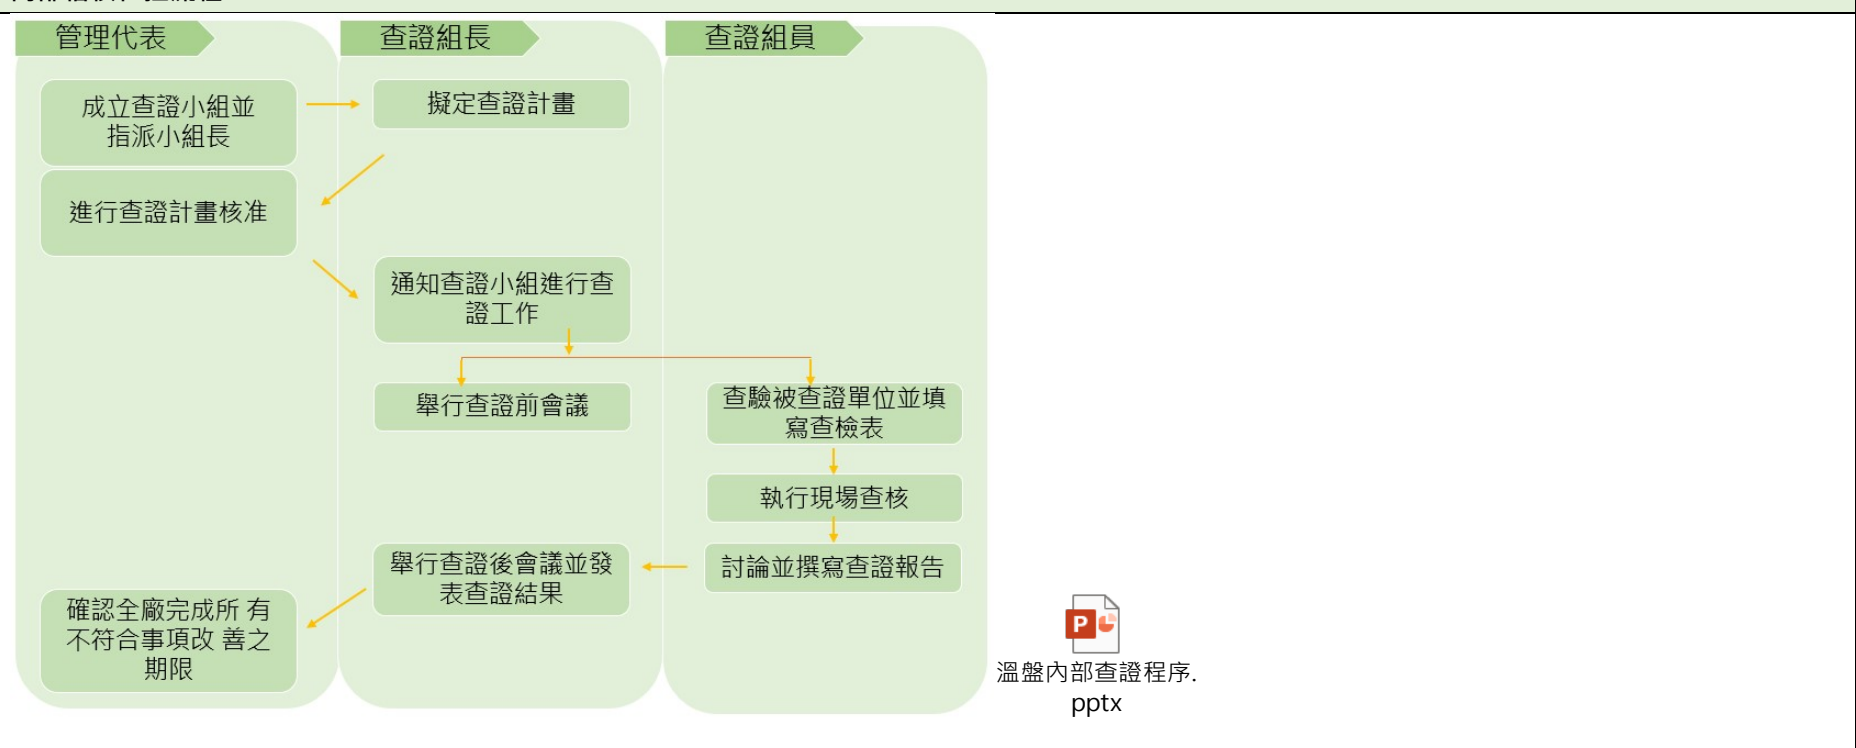 管理代表
查證組長
查證組員
成立查證小組並
指派小組長
擬定查證計畫
進行查證計畫核准
通知查證小組進行查
證工作
舉行查證前會議
查驗被查證單位並填
寫查檢表
執行現場查核
討論並撰寫查證報告
舉行查證後會議並發
表查證結果
確認全廠完成所 有
不符合事項改 善之
期限
P
溫盤內部查證程序.
pptx